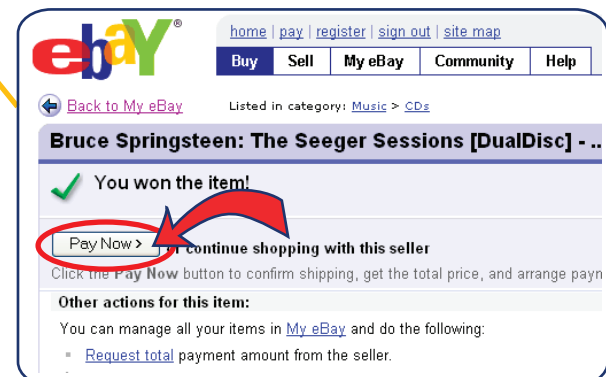 ebaY®
home | pay | register | sign out | site map
Buy Sell My eBay Community Help
Back to My eBay Listed in category: Music > CDs
Bruce Springsteen: The Seeger Sessions [DualDisc] - ..
You won the item!
Pay Now > or continue shopping with this seller
Click the Pay Now button to confirm shipping, get the total price, and arrange
Other actions for this item:
You can manage all your items in My eBay and do the following:
Request total payment amount from the seller.